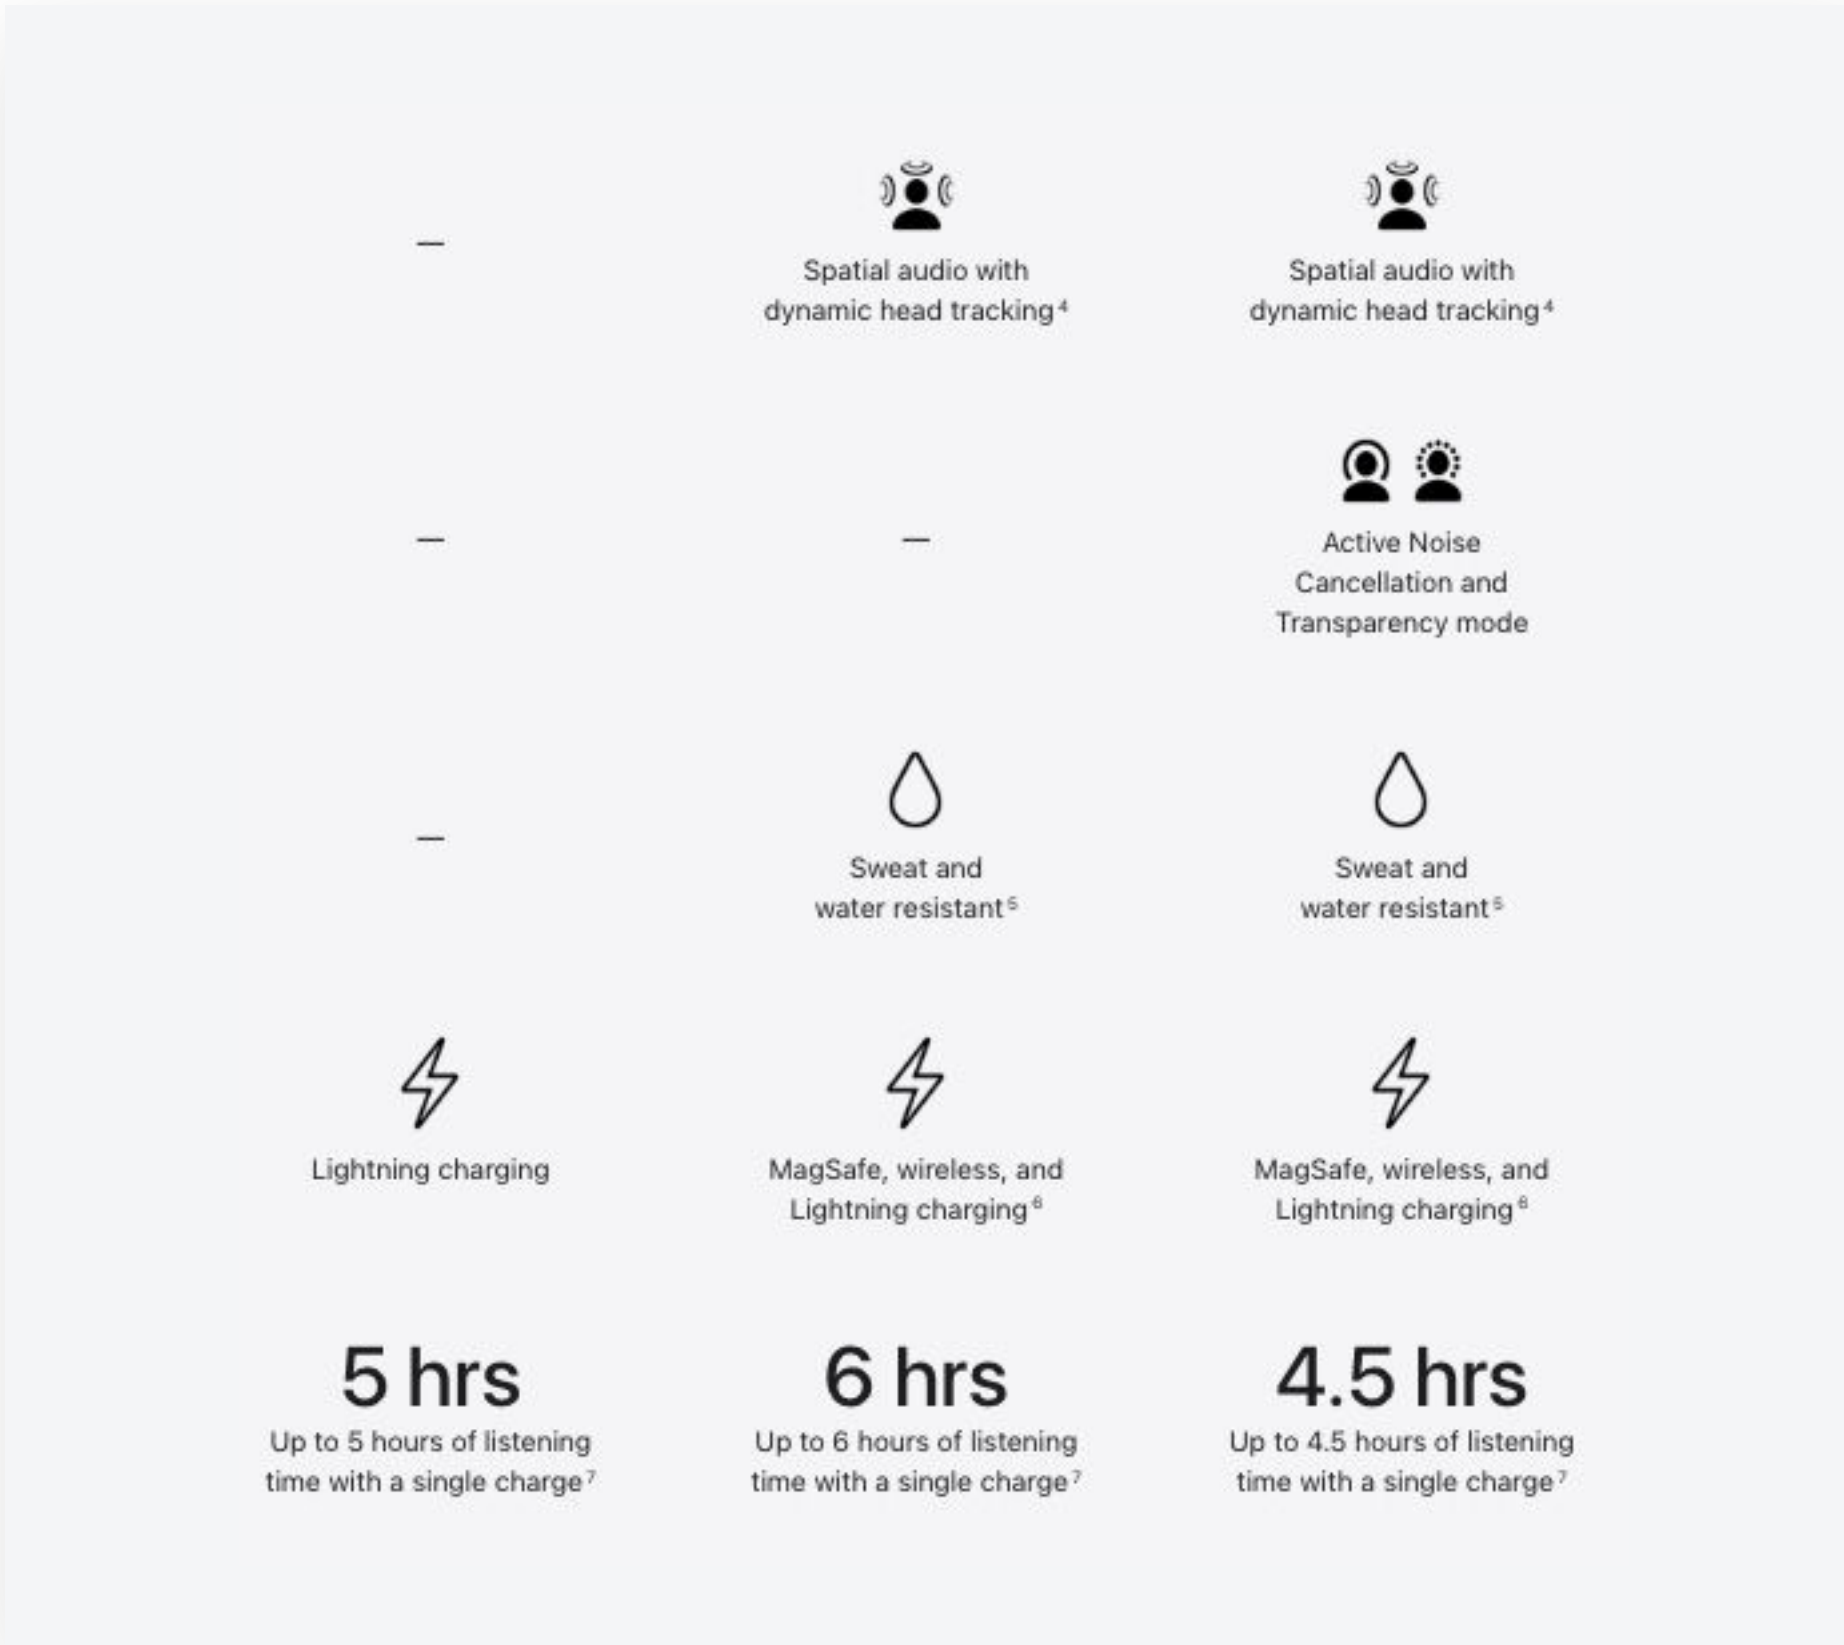 —
Spatial audio with
dynamic head tracking⁴
Spatial audio with
dynamic head tracking⁴
—
—
Active Noise
Cancellation and
Transparency mode
—
Sweat and
water resistant⁵
Sweat and
water resistant⁵
Lightning charging
MagSafe, wireless, and
Lightning charging⁶
MagSafe, wireless, and
Lightning charging⁶
5 hrs
Up to 5 hours of listening
time with a single charge⁷
6 hrs
Up to 6 hours of listening
time with a single charge⁷
4.5 hrs
Up to 4.5 hours of listening
time with a single charge⁷